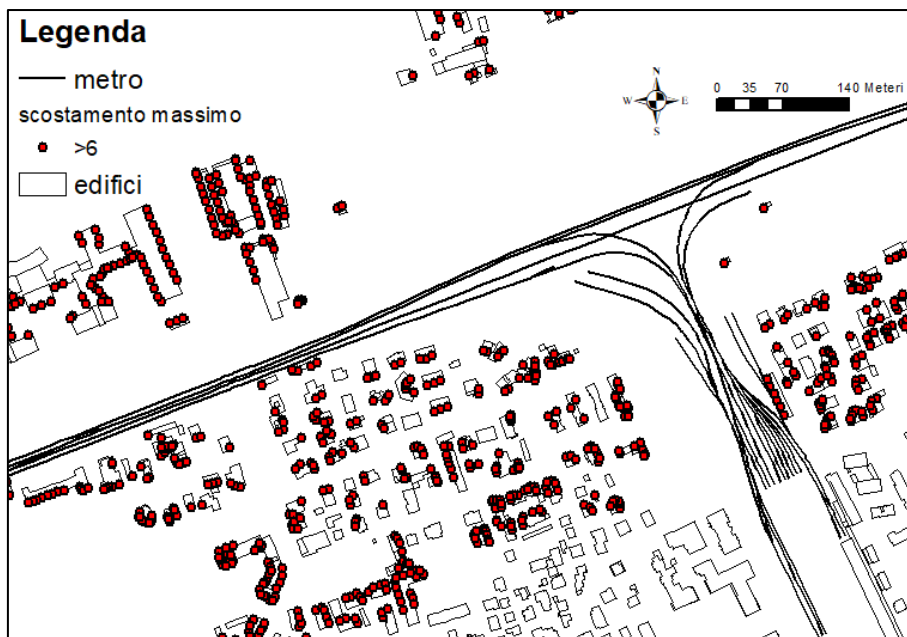 Legenda
metro
scostamento massimo
>6
edifici
N
W E
S
0 35 70 140 Meteri